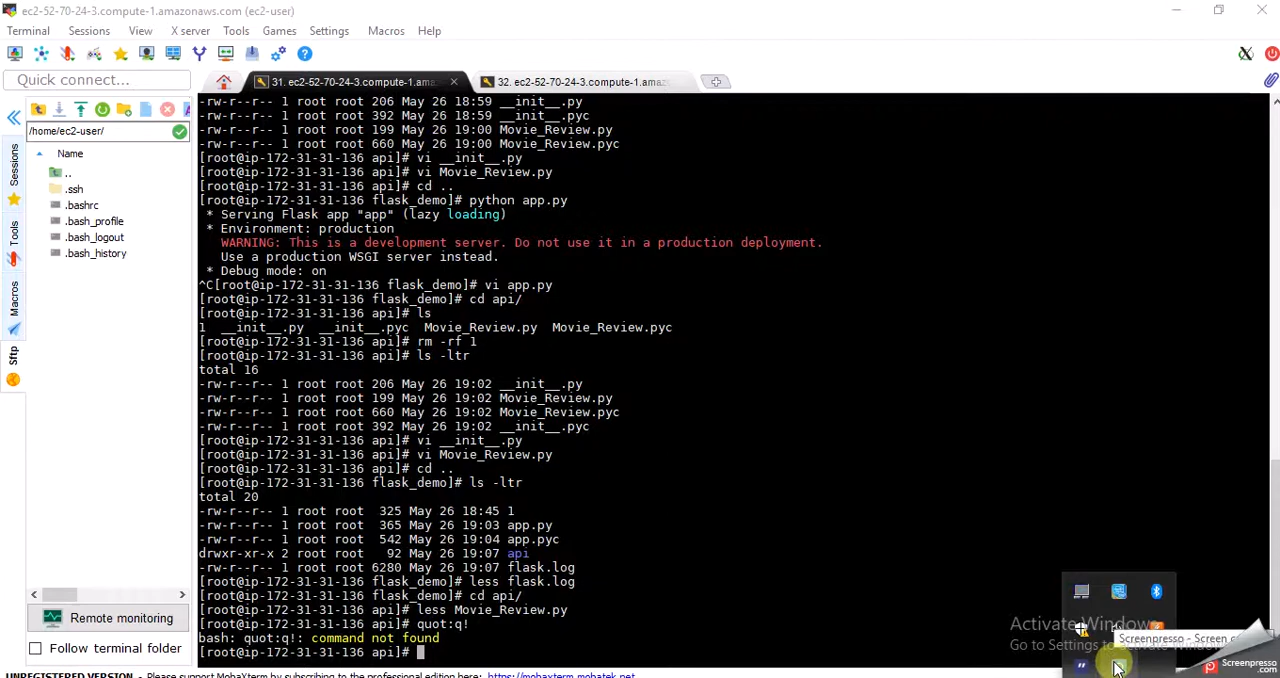 ec2-52-70-24-3.compute-1.amazonaws.com (ec2-user)
Terminal Sessions View X server Tools Games Settings Macros Help
Quick connect...
31. ec2-52-70-24-3.compute-1.ama...
32. ec2-52-70-24-3.compute-1.amaz
/home/ec2-user/
Name
..
.ssh
.bashrc
.bash_profile
.bash_logout
.bash_history
Sessions
Tools
Macros
Sftp
-rw-r--r-- 1 root root 206 May 26 18:59 __init__.py
-rw-r--r-- 1 root root 392 May 26 18:59 __init__.pyc
-rw-r--r-- 1 root root 199 May 26 19:00 Movie_Review.py
-rw-r--r-- 1 root root 660 May 26 19:00 Movie_Review.pyc
[root@ip-172-31-31-136 api]# vi __init__.py
[root@ip-172-31-31-136 api]# vi Movie_Review.py
[root@ip-172-31-31-136 api]# cd ..
[root@ip-172-31-31-136 flask_demo]# python app.py
* Serving Flask app "app" (lazy loading)
* Environment: production
WARNING: This is a development server. Do not use it in a production deployment.
Use a production WSGI server instead.
* Debug mode: on
^C[root@ip-172-31-31-136 flask_demo]# vi app.py
[root@ip-172-31-31-136 flask_demo]# cd api/
[root@ip-172-31-31-136 api]# ls
1 __init__.py __init__.pyc Movie_Review.py Movie_Review.pyc
[root@ip-172-31-31-136 api]# rm -rf 1
[root@ip-172-31-31-136 api]# ls -ltr
total 16
-rw-r--r-- 1 root root 206 May 26 19:02 __init__.py
-rw-r--r-- 1 root root 199 May 26 19:02 Movie_Review.py
-rw-r--r-- 1 root root 660 May 26 19:02 Movie_Review.pyc
-rw-r--r-- 1 root root 392 May 26 19:02 __init__.pyc
[root@ip-172-31-31-136 api]# vi __init__.py
[root@ip-172-31-31-136 api]# vi Movie_Review.py
[root@ip-172-31-31-136 api]# cd ..
[root@ip-172-31-31-136 flask_demo]# ls -ltr
total 20
-rw-r--r-- 1 root root 325 May 26 18:45 1
-rw-r--r-- 1 root root 365 May 26 19:03 app.py
-rw-r--r-- 1 root root 542 May 26 19:04 app.pyc
drwxr-xr-x 2 root root 92 May 26 19:07 api
-rw-r--r-- 1 root root 6280 May 26 19:07 flask.log
[root@ip-172-31-31-136 flask_demo]# less flask.log
[root@ip-172-31-31-136 flask_demo]# cd api/
[root@ip-172-31-31-136 api]# less Movie_Review.py
[root@ip-172-31-31-136 api]# quot:q!
bash: quot:q!: command not found
[root@ip-172-31-31-136 api]#
Remote monitoring
Follow terminal folder
Activate Windows
Go to Settings to Activate Windows
Screenpresso - Screen c
Screenpresso
.com
UNREGISTERED VERSION - Please support MobaXterm by subscribing to the professional edition here: https://mobaxterm.mobatek.net